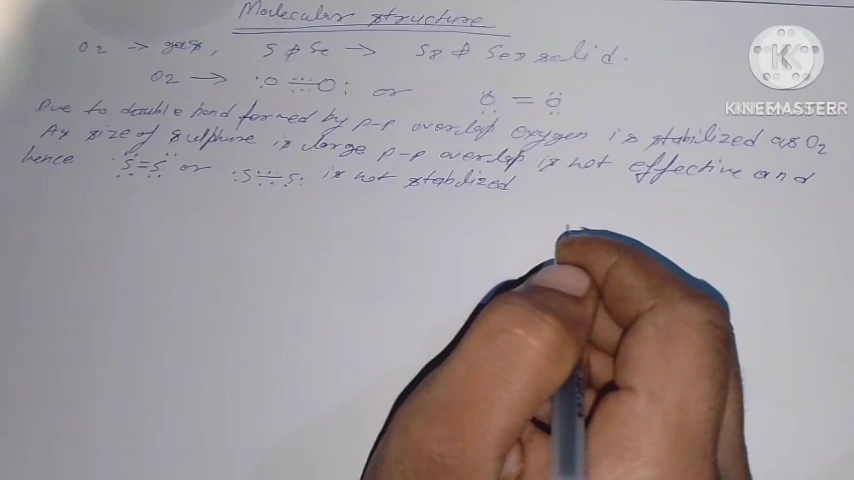 Molecular structure
O2 → gas, S & Se → S8 & Se8 solid.
O2 → :O ⋯ O: or Ö = Ö
Due to double bond formed by p-p overlap oxygen is stabilized as O2
As size of sulphur is large p-p overlap is not effective and
hence S=S or :S ⋯ S: is not stabilized
KINEMASTER